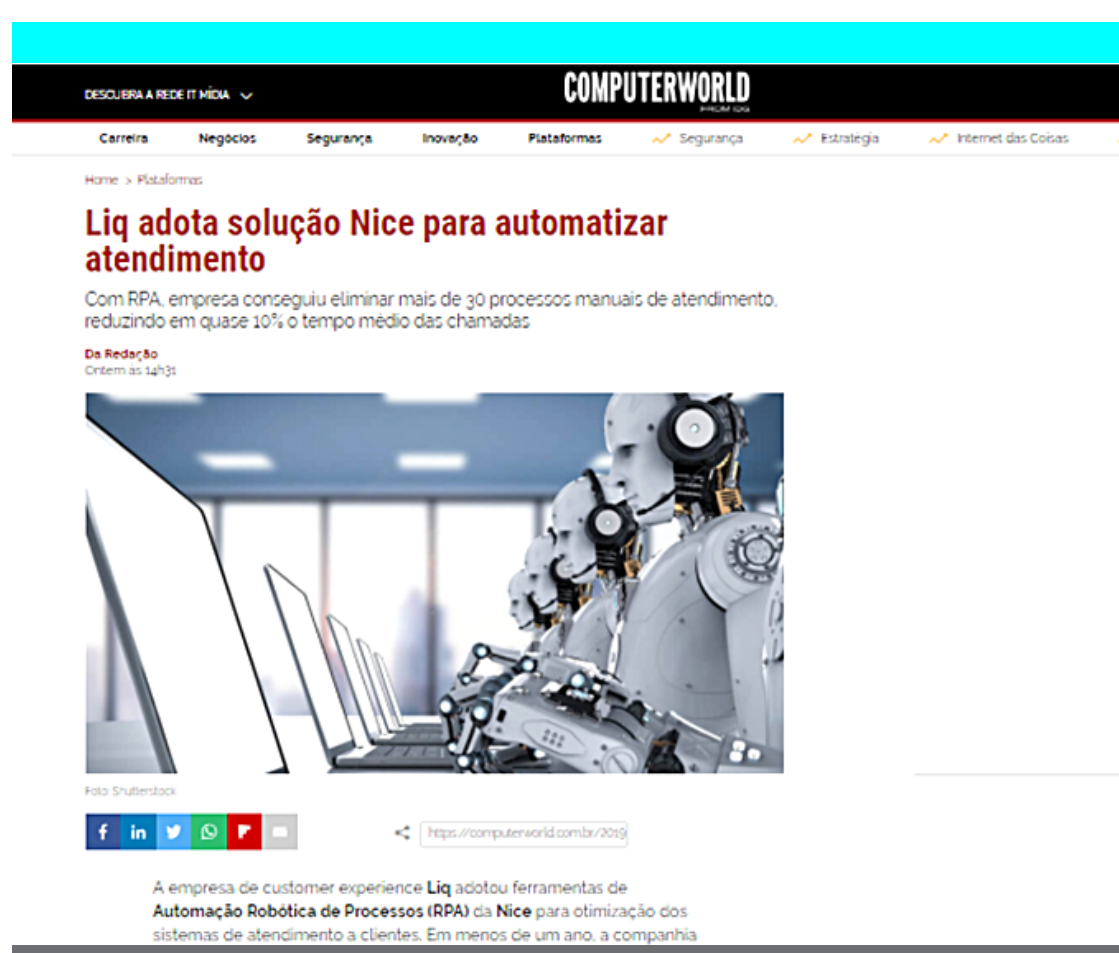 DESCUBRA A REDE IT MÍDIA
COMPUTERWORLD
FROM IDG
Carreira Negócios Segurança Inovação Plataformas Segurança Estratégia Internet das Coisas
Home > Plataformas
Liq adota solução Nice para automatizar
atendimento
Com RPA, empresa conseguiu eliminar mais de 30 processos manuais de atendimento,
reduzindo em quase 10% o tempo médio das chamadas
Da Redação
Ontem às 14h31
Foto: Shutterstock
https://computerworld.com.br/2019
A empresa de customer experience Liq adotou ferramentas de
Automação Robótica de Processos (RPA) da Nice para otimização dos
sistemas de atendimento a clientes. Em menos de um ano, a companhia